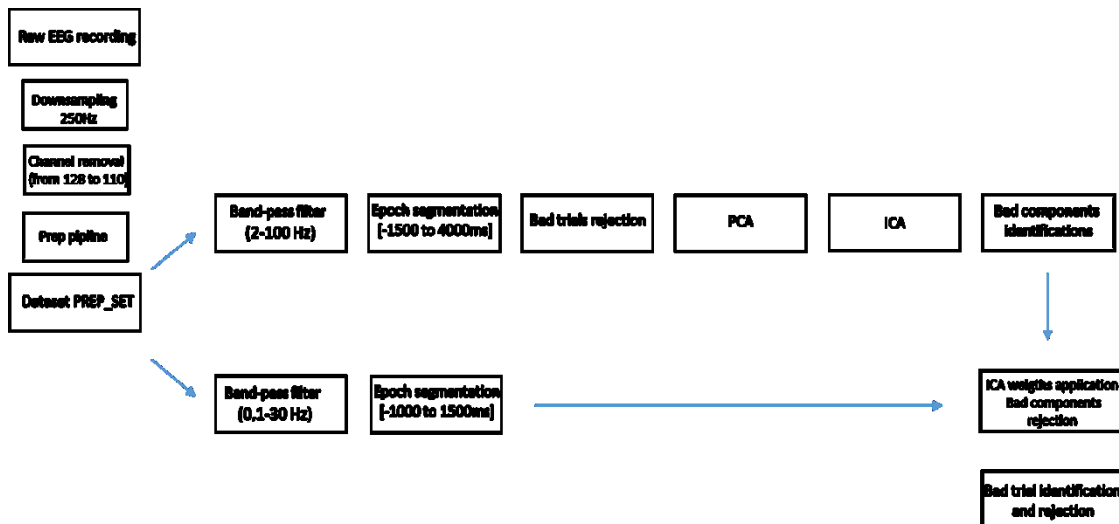 Raw EEG recording
Downsampling
250Hz
Channel removal
(from 128 to 110)
Prep pipline
Dataset PREP_SET
Band-pass filter
(2-100 Hz)
Epoch segmentation
[-1500 to 4000ms]
Bad trials rejection
PCA
ICA
Bad components
identifications
Band-pass filter
(0,1-30 Hz)
Epoch segmentation
[-1000 to 1500ms]
ICA weigths application
Bad components
rejection
Bad trial identification
and rejection